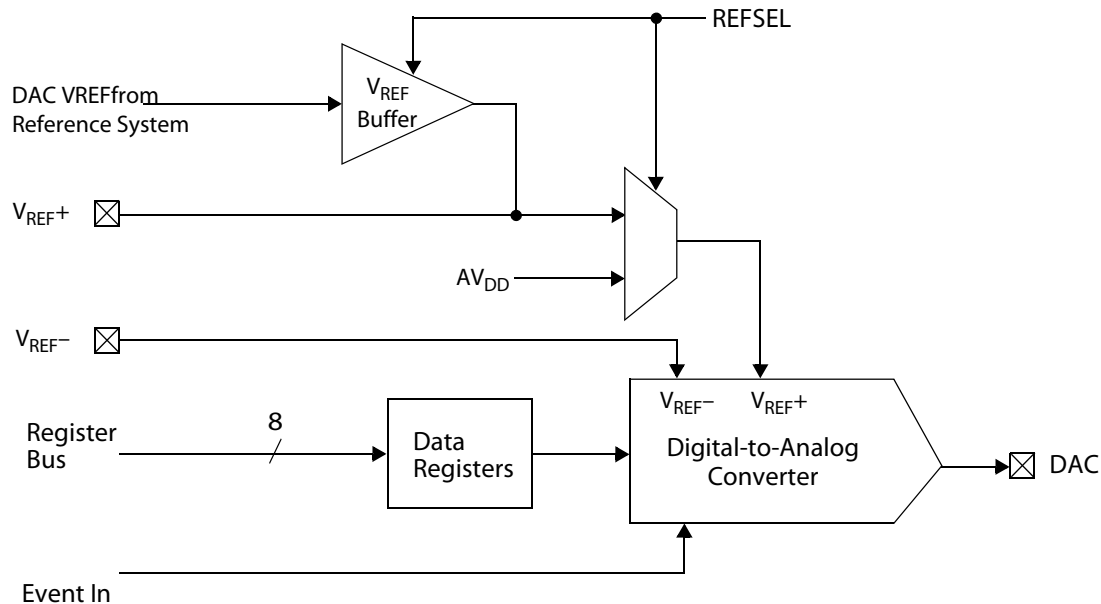 REFSEL
DAC VREFfrom
Reference System
VREF
Buffer
VREF+
AVDD
VREF–
VREF– VREF+
Register
Bus
8
Data
Registers
Digital-to-Analog
Converter
DAC
Event In